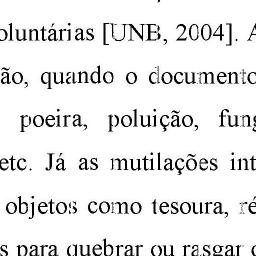 oluntárias [UNB, 2004]. A
ão, quando o documento
poeira, poluição, fung
etc. Já as mutilações int
objetos como tesoura, ré
s para quebrar ou rasgar o